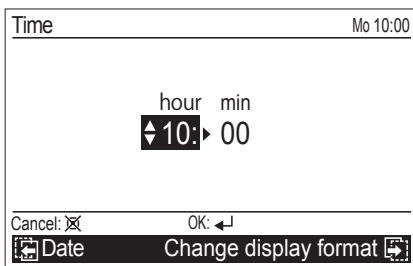 Time Mo 10:00
hour min
10: 00
Cancel: OK:
Date Change display format